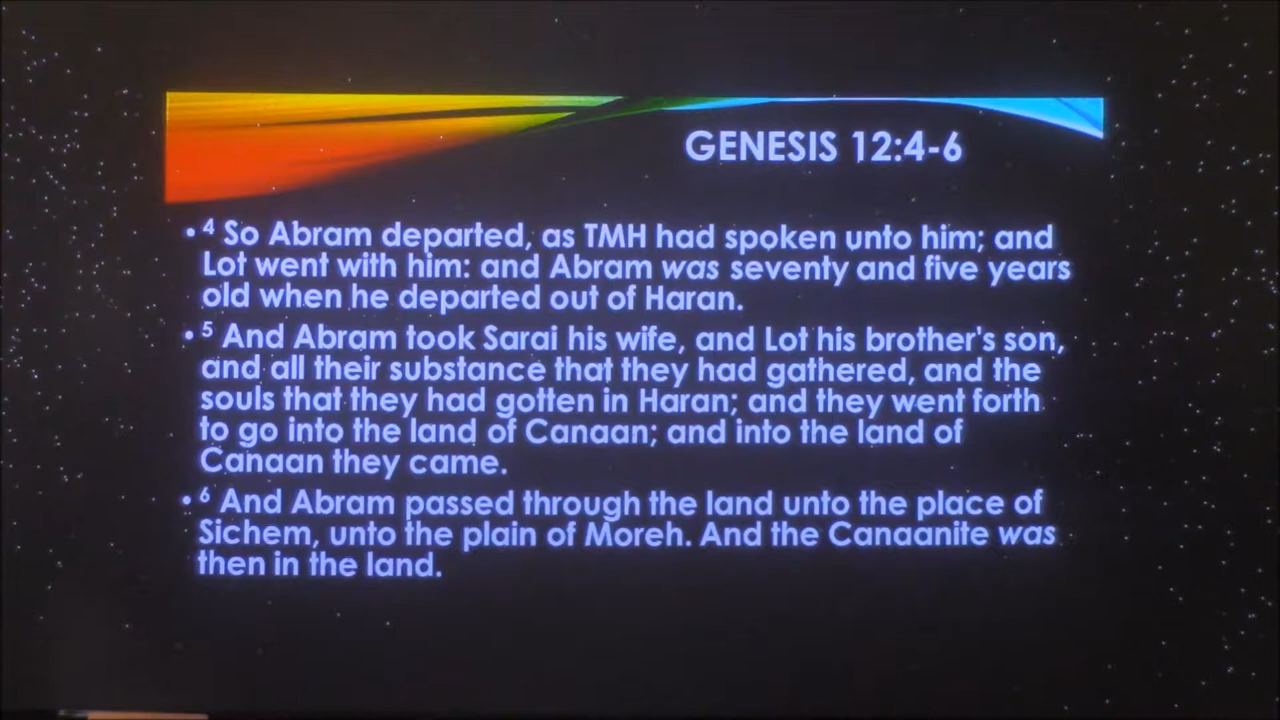 GENESIS 12:4-6
• 4 So Abram departed, as TMH had spoken unto him; and
Lot went with him: and Abram was seventy and five years
old when he departed out of Haran.
• 5 And Abram took Sarai his wife, and Lot his brother's son,
and all their substance that they had gathered, and the
souls that they had gotten in Haran; and they went forth
to go into the land of Canaan; and into the land of
Canaan they came.
• 6 And Abram passed through the land unto the place of
Sichem, unto the plain of Moreh. And the Canaanite was
then in the land.